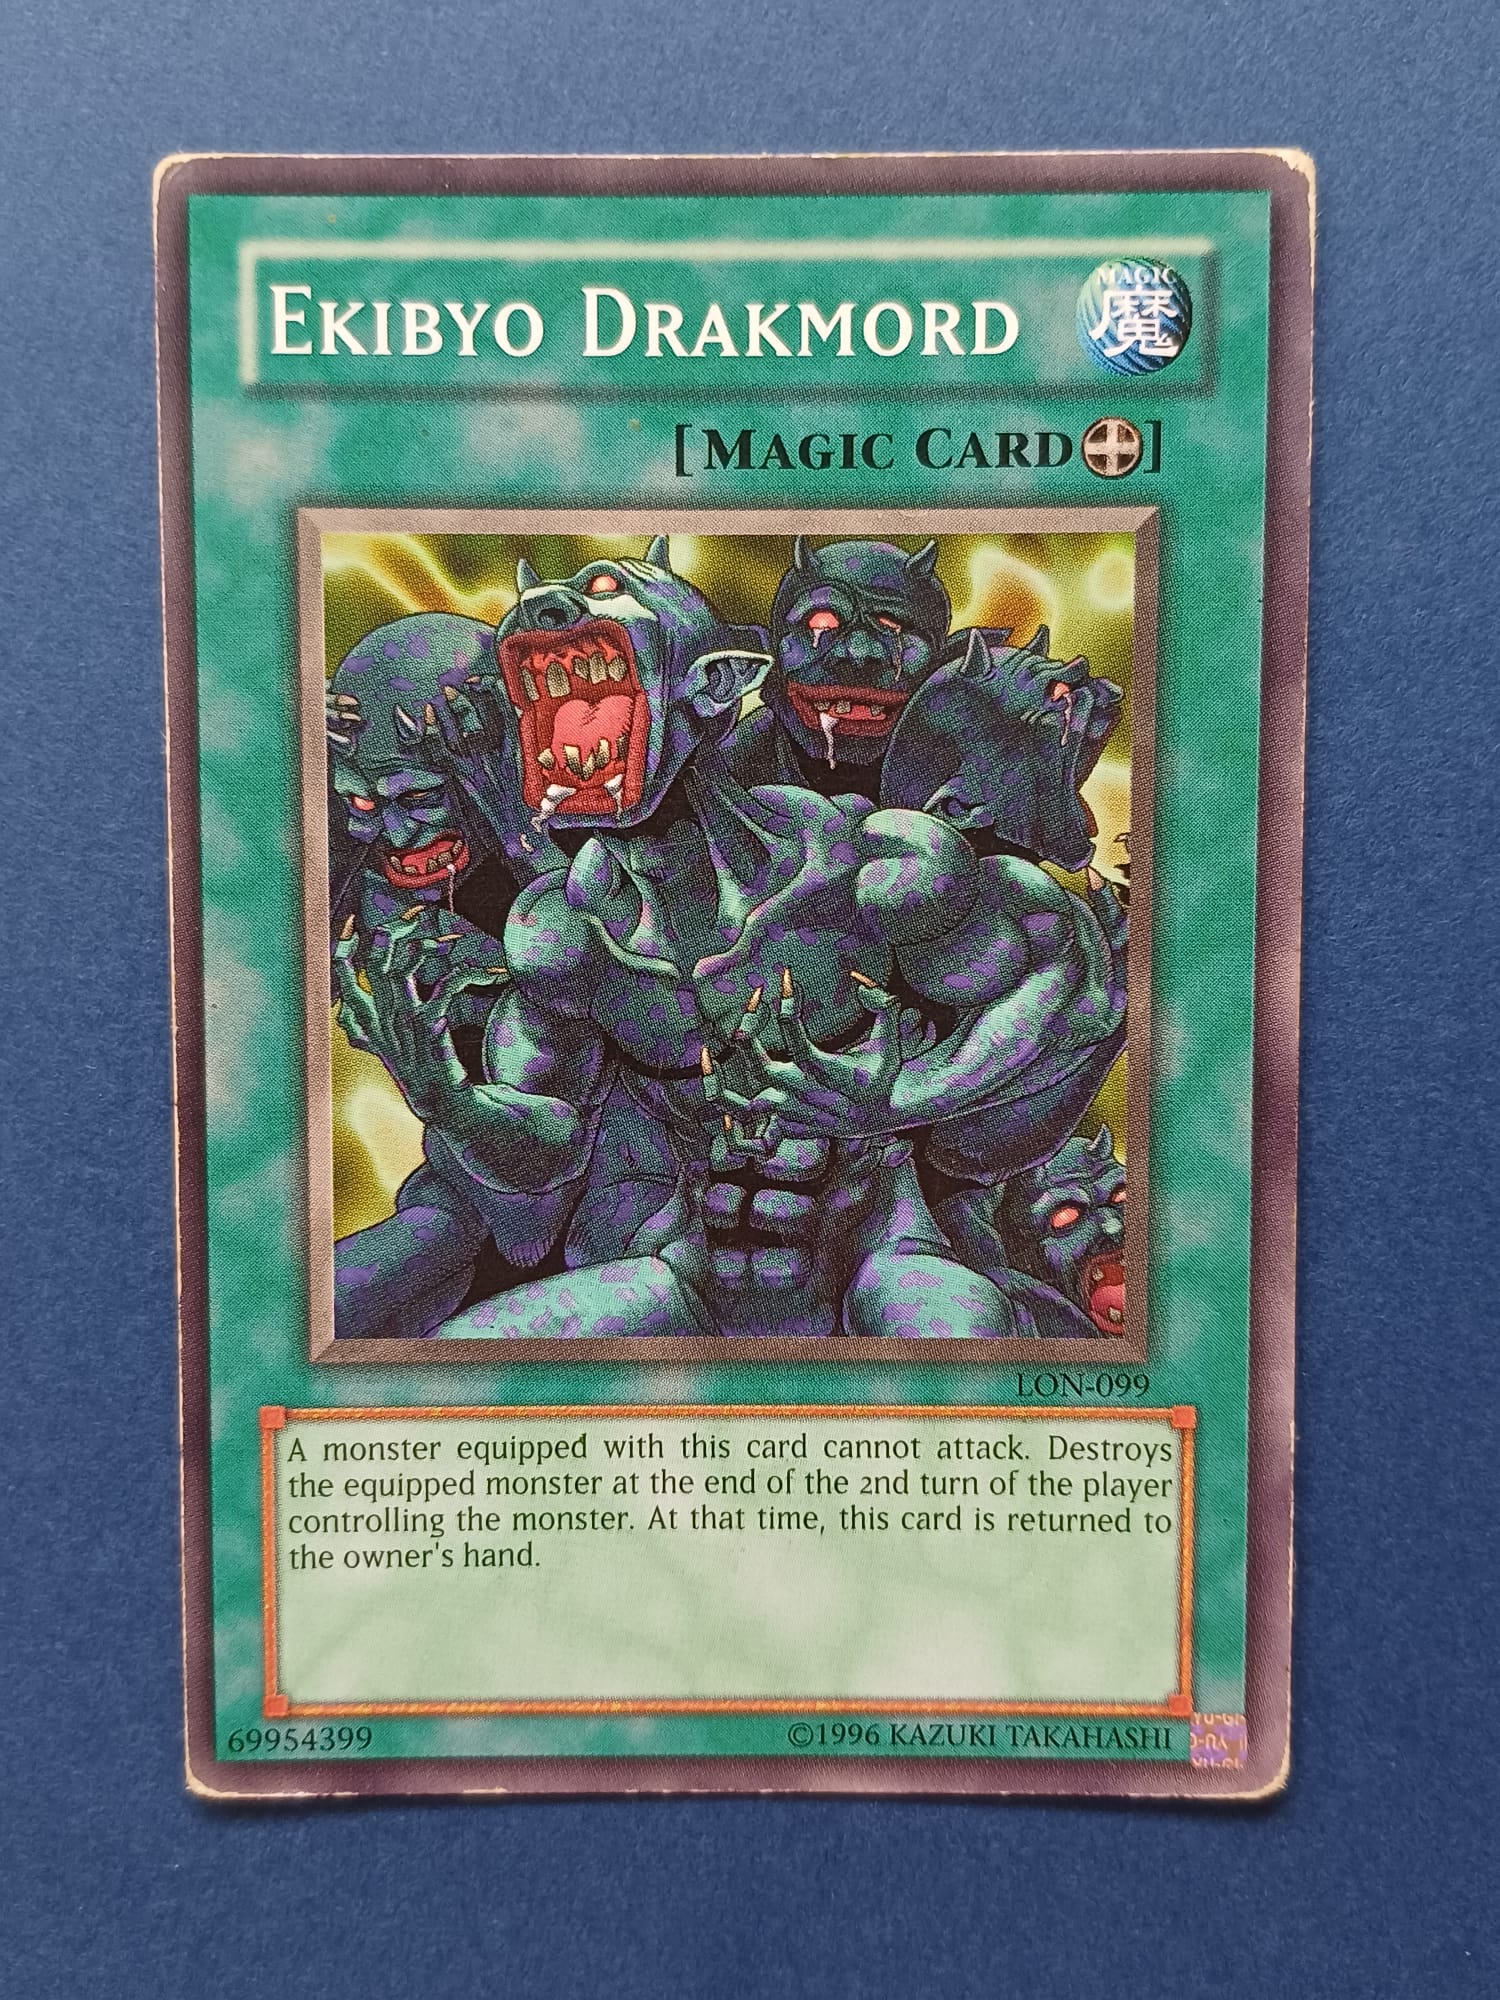 EKIBYO DRAKMORD
MAGIC
魔
[MAGIC CARD]
LON-099
A monster equipped with this card cannot attack. Destroys
the equipped monster at the end of the 2nd turn of the player
controlling the monster. At that time, this card is returned to
the owner's hand.
69954399
©1996 KAZUKI TAKAHASHI